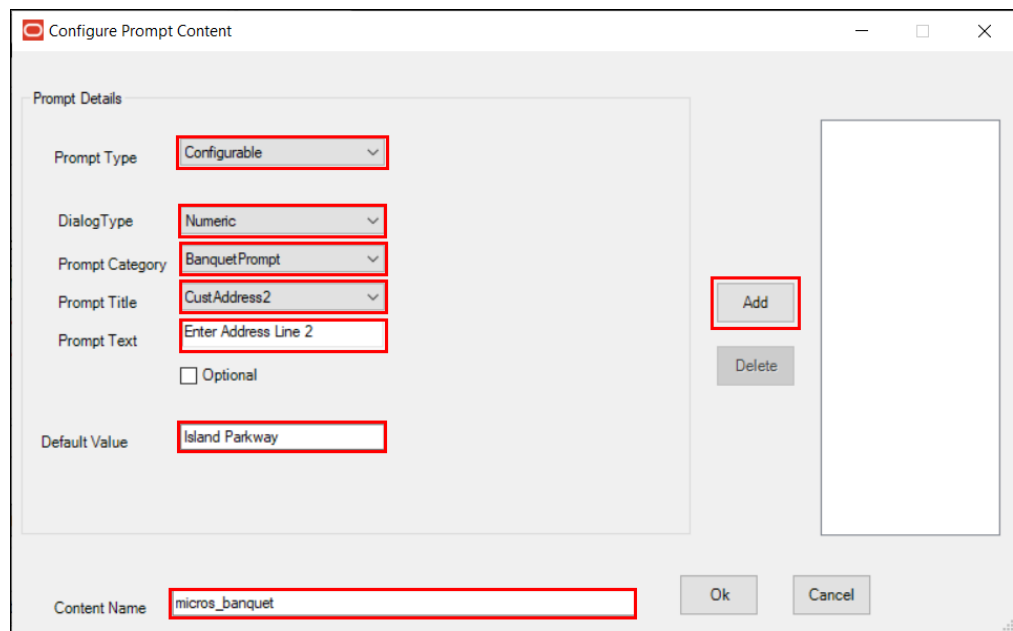 Configure Prompt Content
Prompt Details
Prompt Type Configurable
DialogType Numeric
Prompt Category BanquetPrompt
Prompt Title CustAddress2
Prompt Text Enter Address Line 2
Optional
Default Value Island Parkway
Add
Delete
Content Name micros_banquet
Ok Cancel